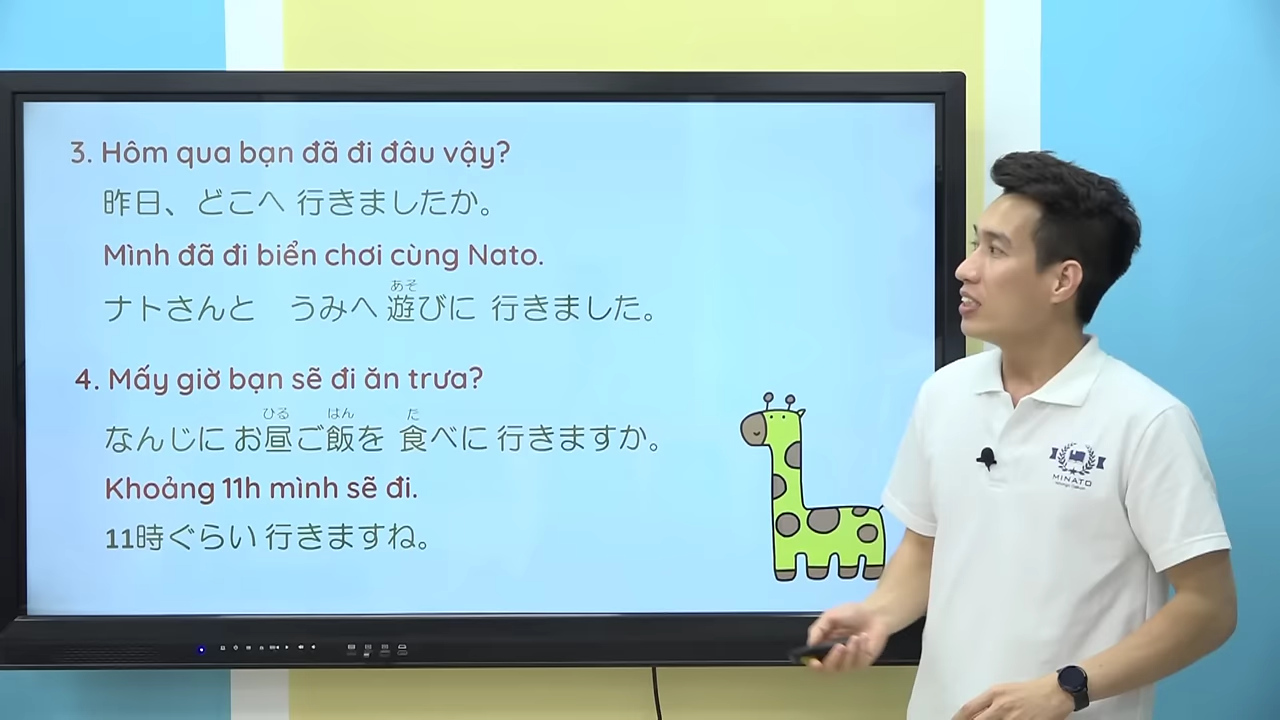 3. Hôm qua bạn đã đi đâu vậy?
昨日、どこへ 行きましたか。
Mình đã đi biển chơi cùng Nato.
あそ
ナトさんと　うみへ 遊びに 行きました。
4. Mấy giờ bạn sẽ đi ăn trưa?
ひる はん た
なんじに お昼ご飯を 食べに 行きますか。
Khoảng 11h mình sẽ đi.
11時ぐらい 行きますね。
MINATO